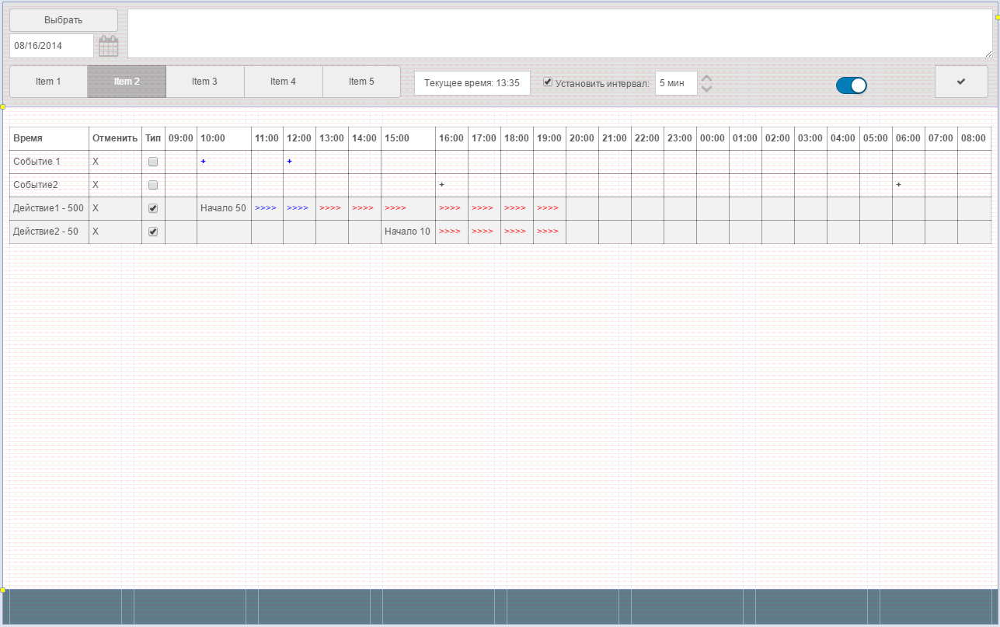 Выбрать
08/16/2014
Item 1 Item 2 Item 3 Item 4 Item 5 Текущее время: 13:35 Установить интервал: 5 мин
Время Отменить Тип 09:00 10:00 11:00 12:00 13:00 14:00 15:00 16:00 17:00 18:00 19:00 20:00 21:00 22:00 23:00 00:00 01:00 02:00 03:00 04:00 05:00 06:00 07:00 08:00
Событие 1 X + +
Событие2 X + +
Действие1 - 500 X Начало 50 >>>> >>>> >>>> >>>> >>>> >>>> >>>> >>>> >>>>
Действие2 - 50 X Начало 10 >>>> >>>> >>>> >>>>